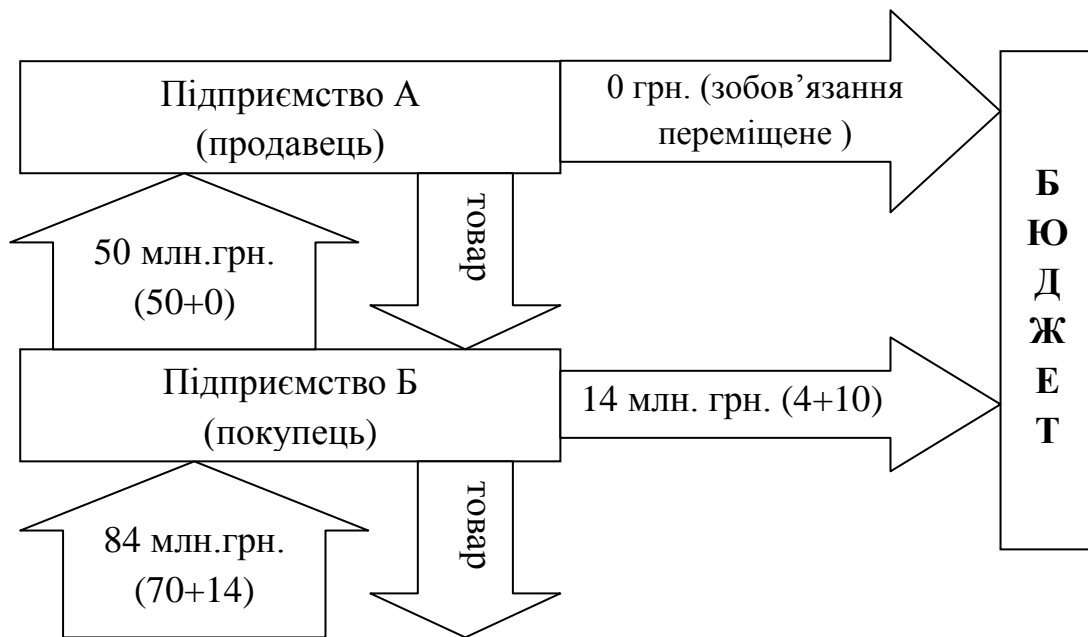 Підприємство А
(продавець)
0 грн. (зобов’язання
переміщене )
50 млн.грн.
(50+0)
товар
Підприємство Б
(покупець)
14 млн. грн. (4+10)
84 млн.грн.
(70+14)
товар
Б
Ю
Д
Ж
Е
Т